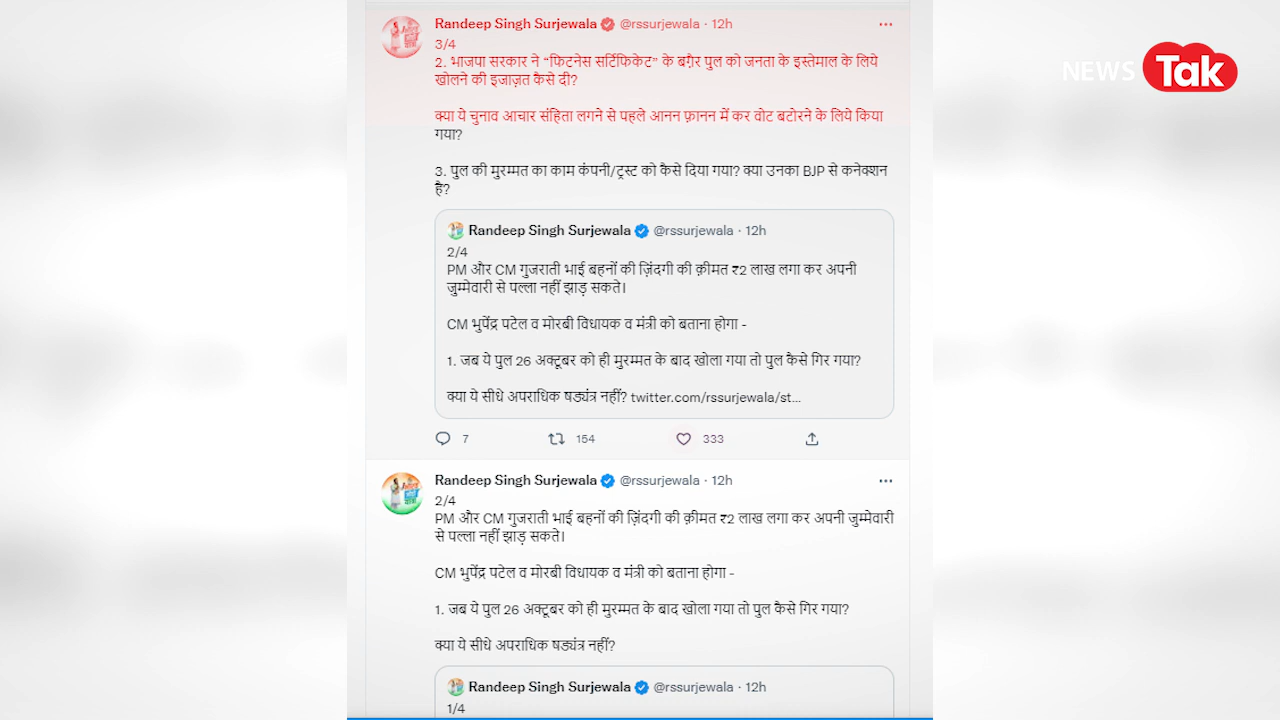 NEWS Tak
Randeep Singh Surjewala @rssurjewala · 12h
3/4
2. भाजपा सरकार ने “फिटनेस सर्टिफिकेट” के बग़ैर पुल को जनता के इस्तेमाल के लिये
खोलने की इजाज़त कैसे दी?
क्या ये चुनाव आचार संहिता लगने से पहले आनन फ़ानन में कर वोट बटोरने के लिये किया
गया?
3. पुल की मुरम्मत का काम कंपनी/ट्रस्ट को कैसे दिया गया? क्या उनका BJP से कनेक्शन
है?
Randeep Singh Surjewala @rssurjewala · 12h
2/4
PM और CM गुजराती भाई बहनों की ज़िंदगी की क़ीमत ₹2 लाख लगा कर अपनी
जुम्मेवारी से पल्ला नहीं झाड़ सकते।
CM भुपेंद्र पटेल व मोरबी विधायक व मंत्री को बताना होगा -
1. जब ये पुल 26 अक्टूबर को ही मुरम्मत के बाद खोला गया तो पुल कैसे गिर गया?
क्या ये सीधे अपराधिक षड्यंत्र नहीं? twitter.com/rssurjewala/st...
7 154 333
Randeep Singh Surjewala @rssurjewala · 12h
2/4
PM और CM गुजराती भाई बहनों की ज़िंदगी की क़ीमत ₹2 लाख लगा कर अपनी जुम्मेवारी
से पल्ला नहीं झाड़ सकते।
CM भुपेंद्र पटेल व मोरबी विधायक व मंत्री को बताना होगा -
1. जब ये पुल 26 अक्टूबर को ही मुरम्मत के बाद खोला गया तो पुल कैसे गिर गया?
क्या ये सीधे अपराधिक षड्यंत्र नहीं?
Randeep Singh Surjewala @rssurjewala · 12h
1/4